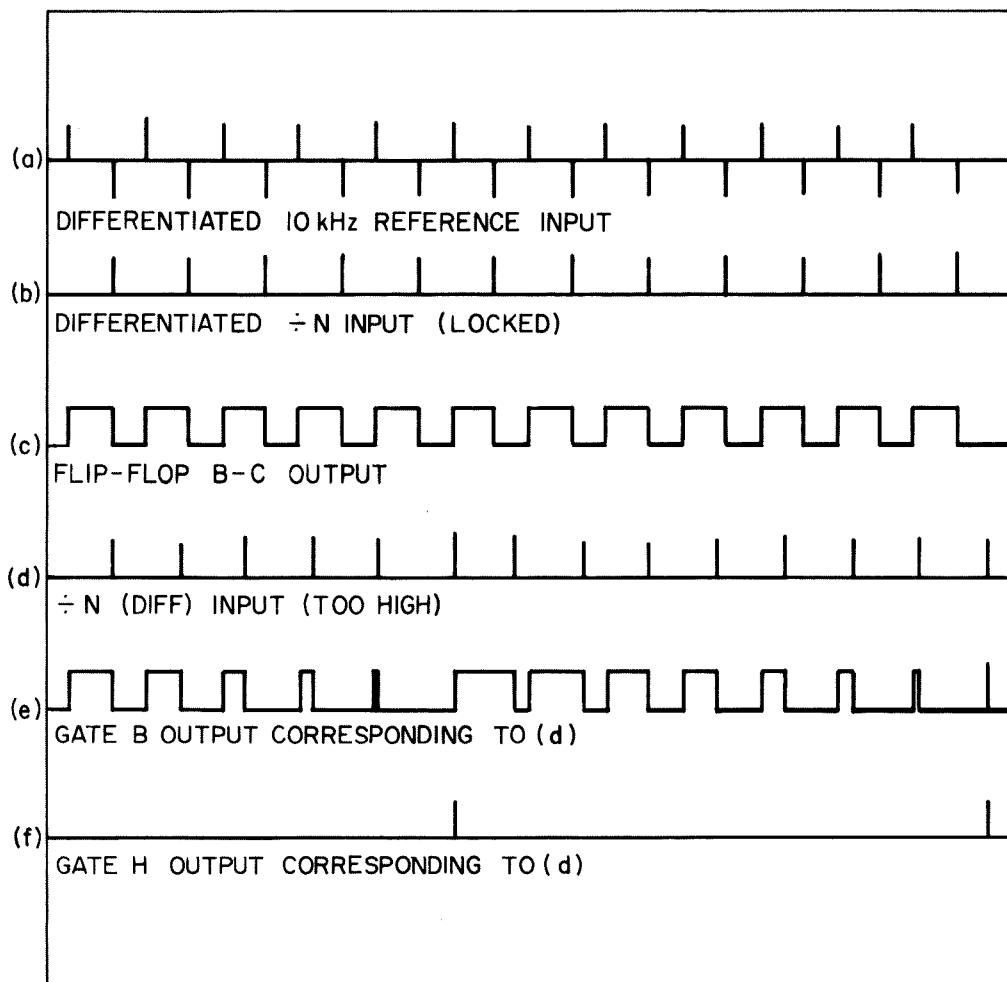 (a)
DIFFERENTIATED 10 kHz REFERENCE INPUT
(b)
DIFFERENTIATED ÷ N INPUT (LOCKED)
(c)
FLIP-FLOP B-C OUTPUT
(d)
÷ N (DIFF) INPUT (TOO HIGH)
(e)
GATE B OUTPUT CORRESPONDING TO (d)
(f)
GATE H OUTPUT CORRESPONDING TO (d)